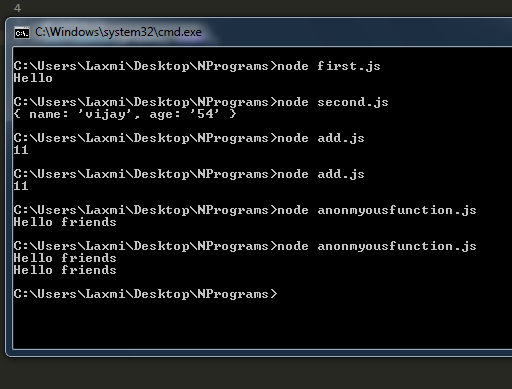 4
C:\Windows\system32\cmd.exe
C:\Users\Laxmi\Desktop\NPrograms>node first.js
Hello
C:\Users\Laxmi\Desktop\NPrograms>node second.js
{ name: 'vijay', age: '54' }
C:\Users\Laxmi\Desktop\NPrograms>node add.js
11
C:\Users\Laxmi\Desktop\NPrograms>node add.js
11
C:\Users\Laxmi\Desktop\NPrograms>node anonmyousfunction.js
Hello friends
C:\Users\Laxmi\Desktop\NPrograms>node anonmyousfunction.js
Hello friends
Hello friends
C:\Users\Laxmi\Desktop\NPrograms>